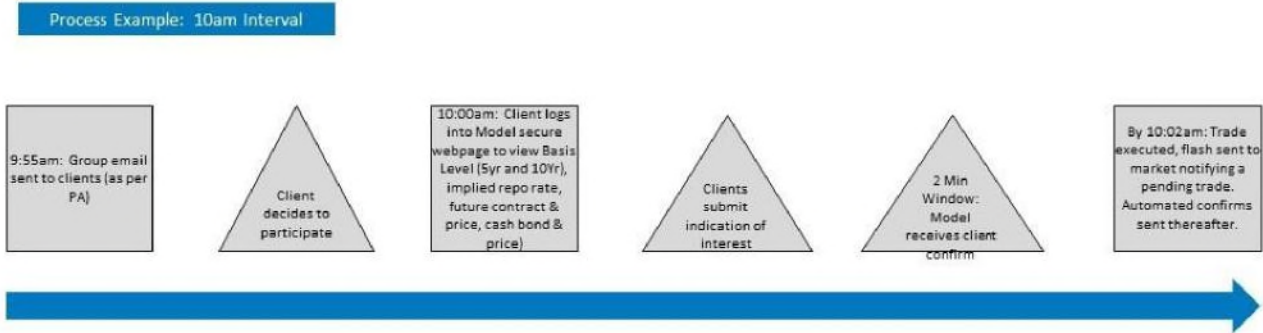 Process Example: 10am Interval
9:55am: Group email
sent to clients (as per
PA)
Client
decides to
participate
10:00am: Client logs
into Model secure
webpage to view Basis
Level (5yr and 10Yr),
implied repo rate,
future contract &
price, cash bond &
price)
Clients
submit
indication of
interest
2 Min
Window:
Model
receives client
confirm
By 10:02am: Trade
executed, flash sent to
market notifying a
pending trade.
Automated confirms
sent thereafter.